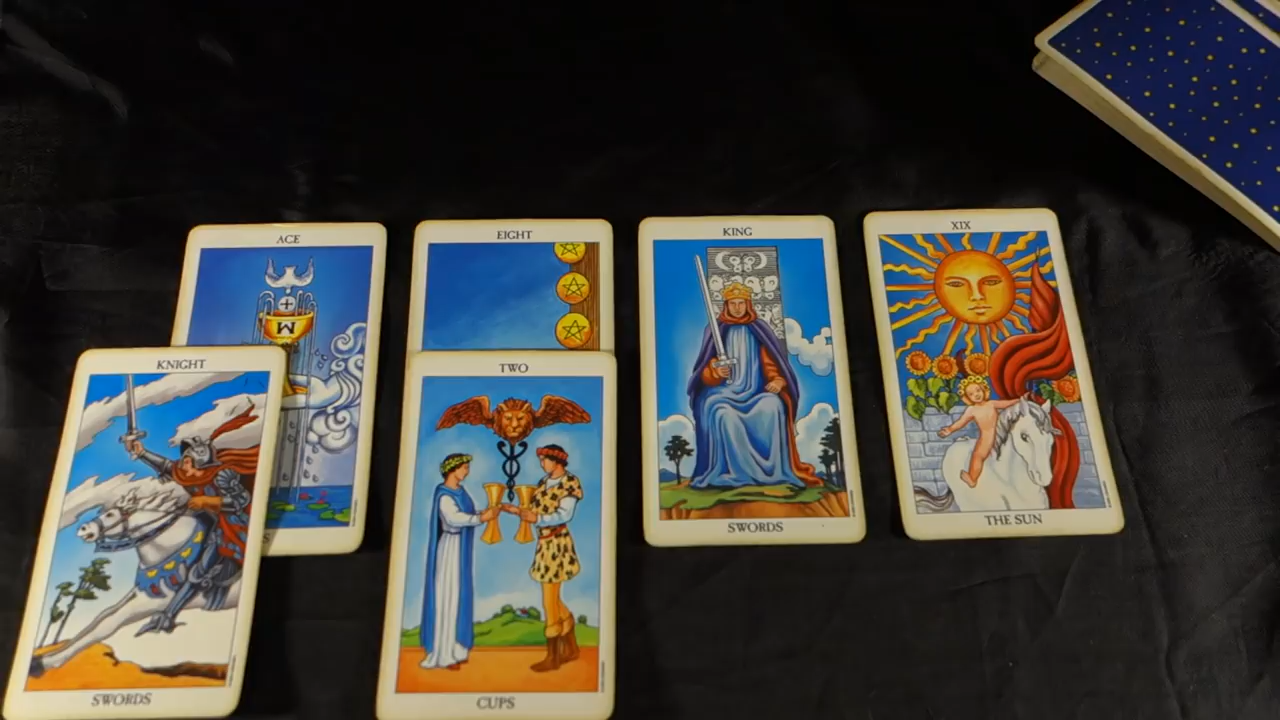 ACE
EIGHT
KING
XIX
KNIGHT
TWO
SWORDS
THE SUN
SWORDS
CUPS